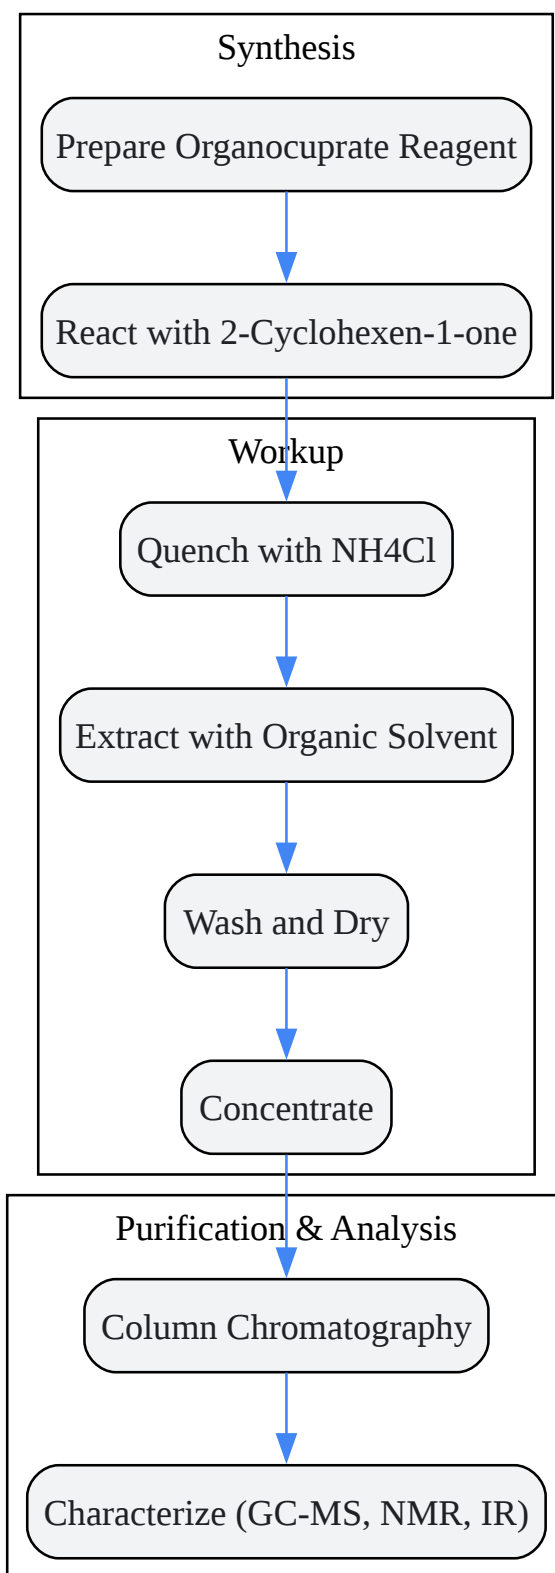 Synthesis
Prepare Organocuprate Reagent
React with 2-Cyclohexen-1-one
Workup
Quench with NH4Cl
Extract with Organic Solvent
Wash and Dry
Concentrate
Purification & Analysis
Column Chromatography
Characterize (GC-MS, NMR, IR)